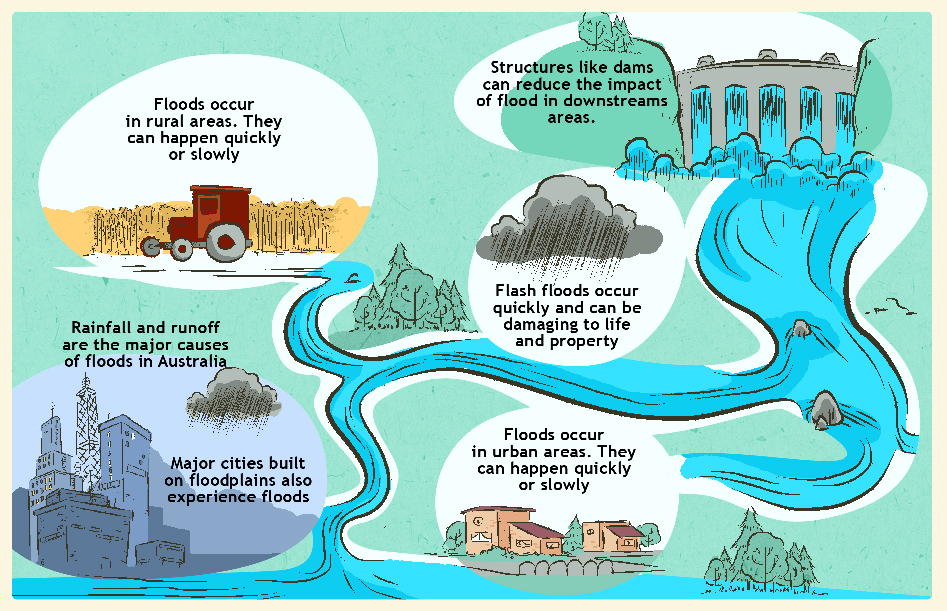 Structures like dams
can reduce the impact
of flood in downstreams
areas.
Floods occur
in rural areas. They
can happen quickly
or slowly
Flash floods occur
quickly and can be
damaging to life
and property
Rainfall and runoff
are the major causes
of floods in Australia
Major cities built
on floodplains also
experience floods
Floods occur
in urban areas. They
can happen quickly
or slowly